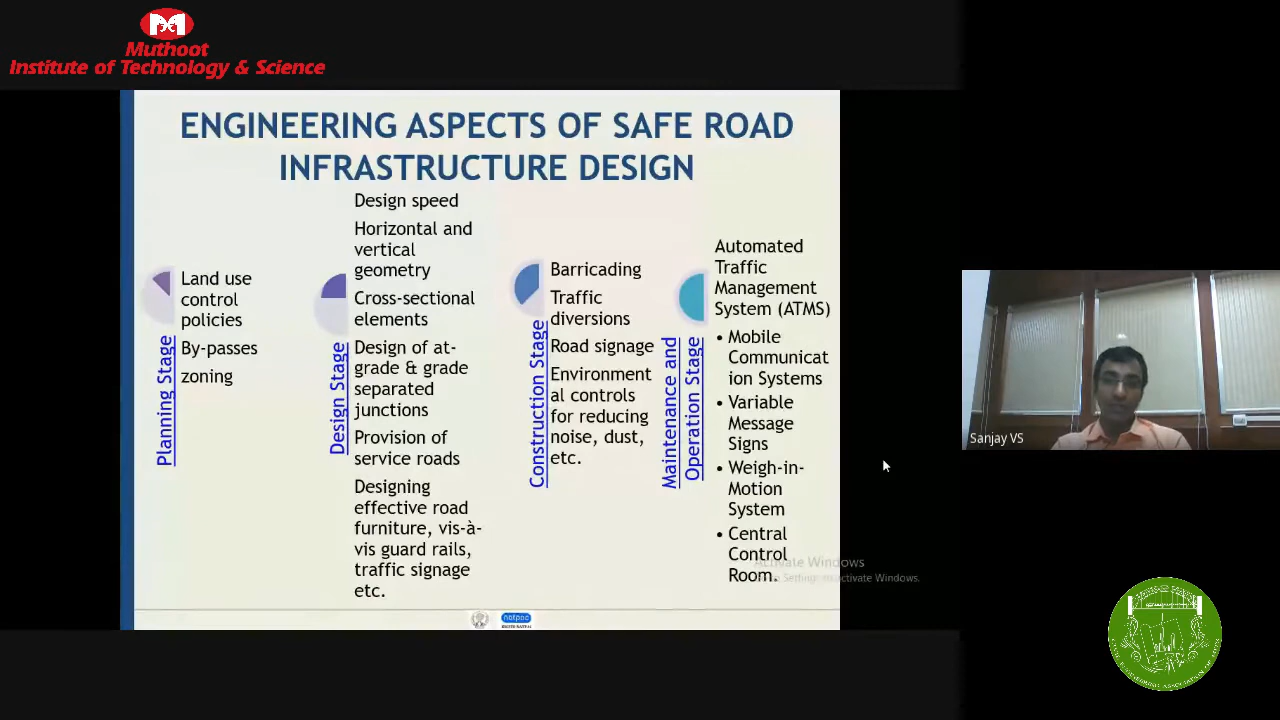 Muthoot
Institute of Technology & Science
ENGINEERING ASPECTS OF SAFE ROAD
INFRASTRUCTURE DESIGN
Planning Stage
Land use
control
policies
By-passes
zoning
Design Stage
Design speed
Horizontal and
vertical
geometry
Cross-sectional
elements
Design of at-
grade & grade
separated
junctions
Provision of
service roads
Designing
effective road
furniture, vis-à-
vis guard rails,
traffic signage
etc.
Construction Stage
Barricading
Traffic
diversions
Road signage
Environment
al controls
for reducing
noise, dust,
etc.
Maintenance and
Operation Stage
Automated
Traffic
Management
System (ATMS)
• Mobile
Communicat
ion Systems
• Variable
Message
Signs
• Weigh-in-
Motion
System
• Central
Control
Room.
Activate Windows
Settings to activate Windows.
natpac
Sanjay VS